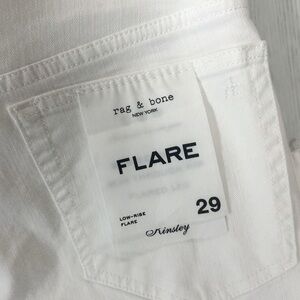 rag & bone
NEW YORK
FLARE
LOW-RISE
FLARE
29
Kinsley